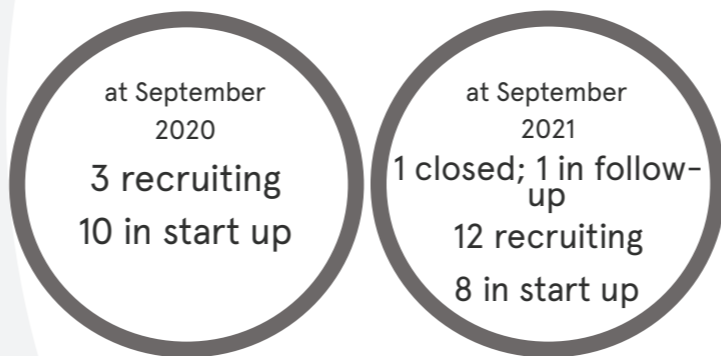 at September
2020
3 recruiting
10 in start up
at September
2021
1 closed; 1 in follow-
up
12 recruiting
8 in start up